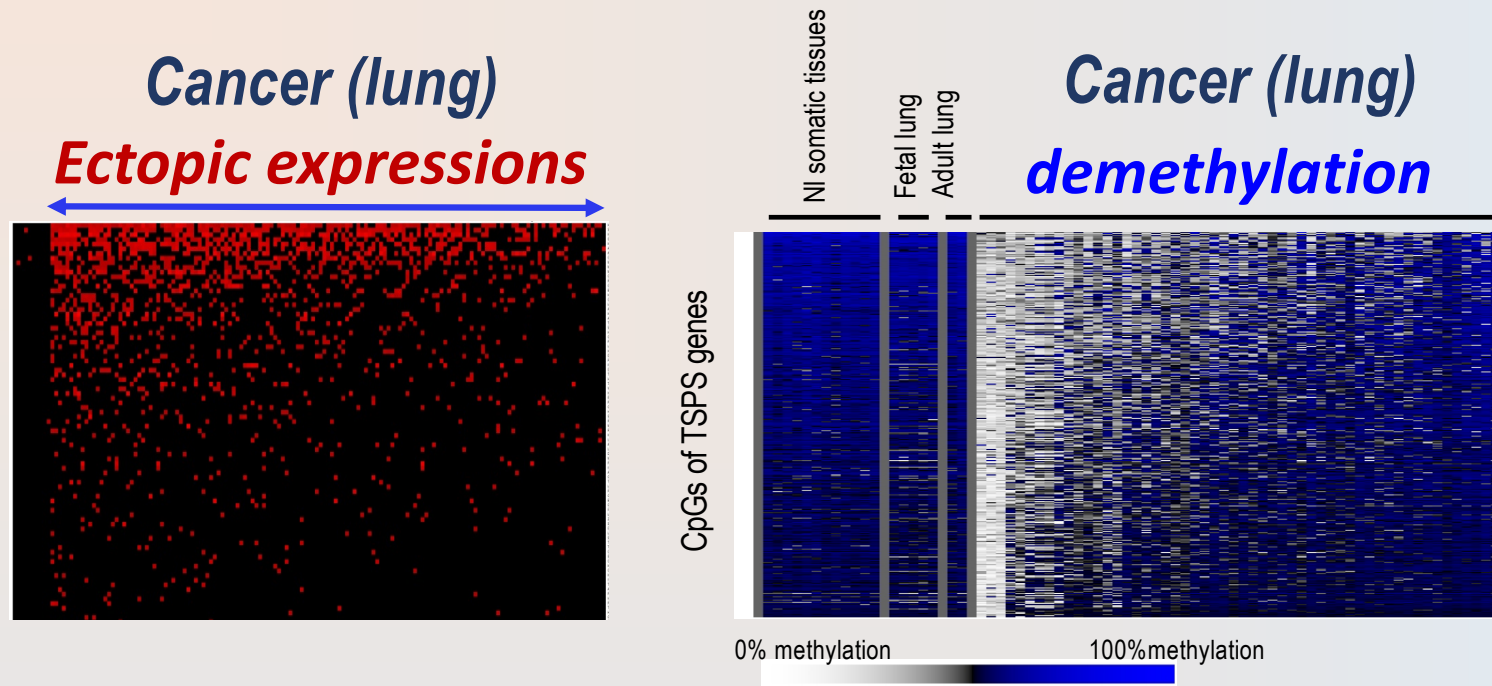 Cancer (lung)
Ectopic expressions
NI somatic tissues
Fetal lung
Adult lung
Cancer (lung)
demethylation
CpGs of TSPS genes
0% methylation
100%methylation